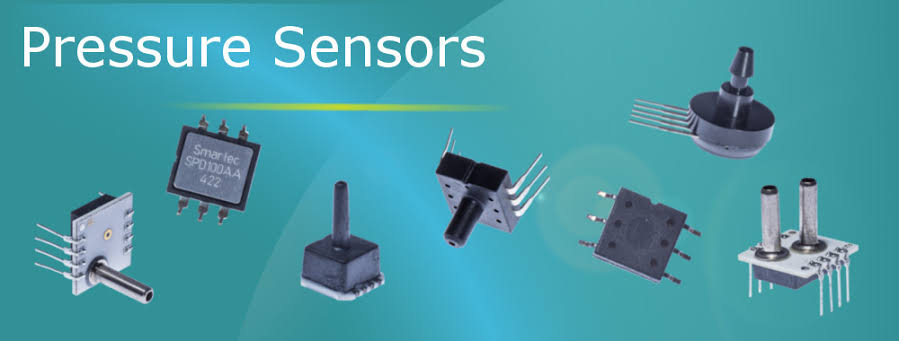 Pressure Sensors
Smartec
SPD100AA
422